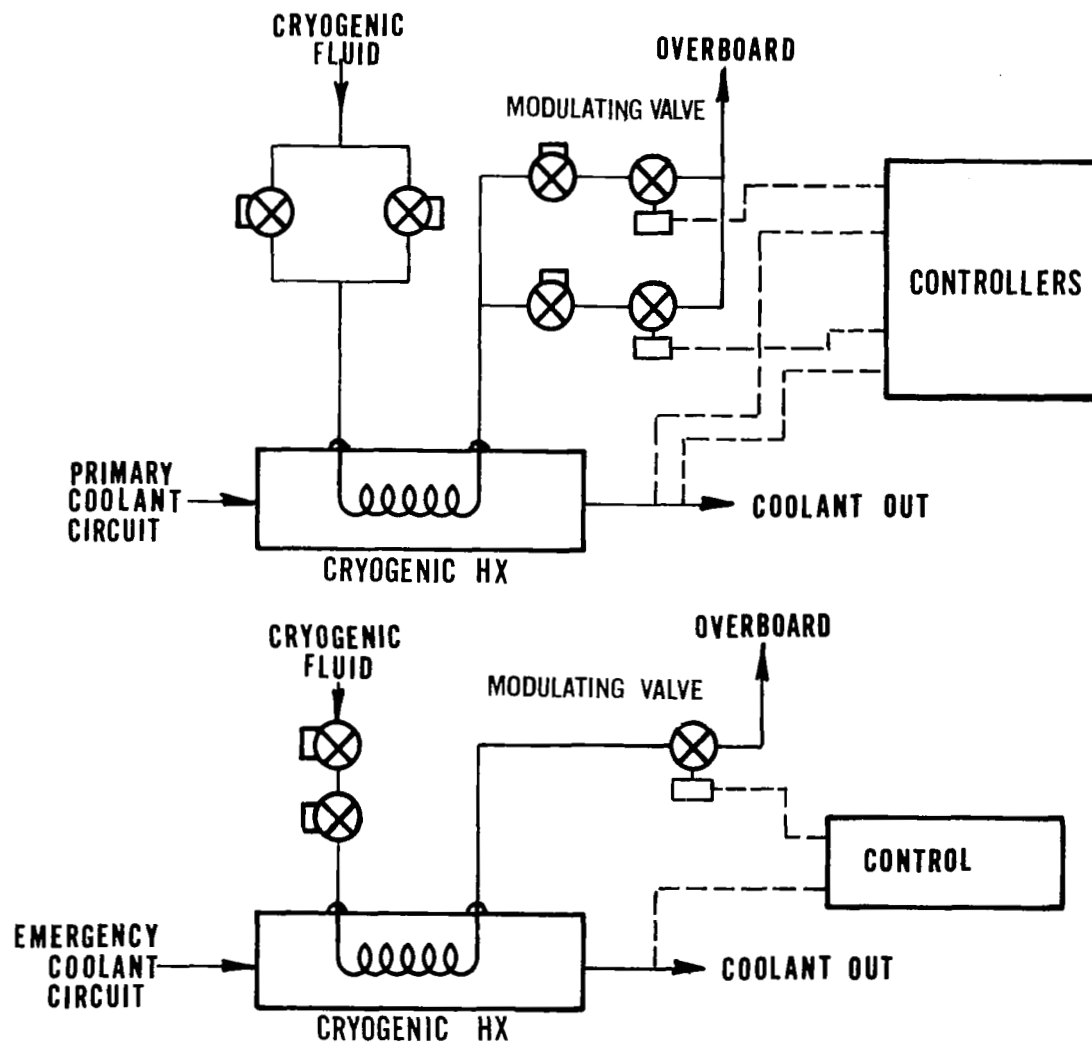 CRYOGENIC
FLUID
OVERBOARD
MODULATING VALVE
CONTROLLERS
PRIMARY
COOLANT
CIRCUIT
COOLANT OUT
CRYOGENIC HX
CRYOGENIC
FLUID
OVERBOARD
MODULATING VALVE
CONTROL
EMERGENCY
COOLANT
CIRCUIT
COOLANT OUT
CRYOGENIC HX